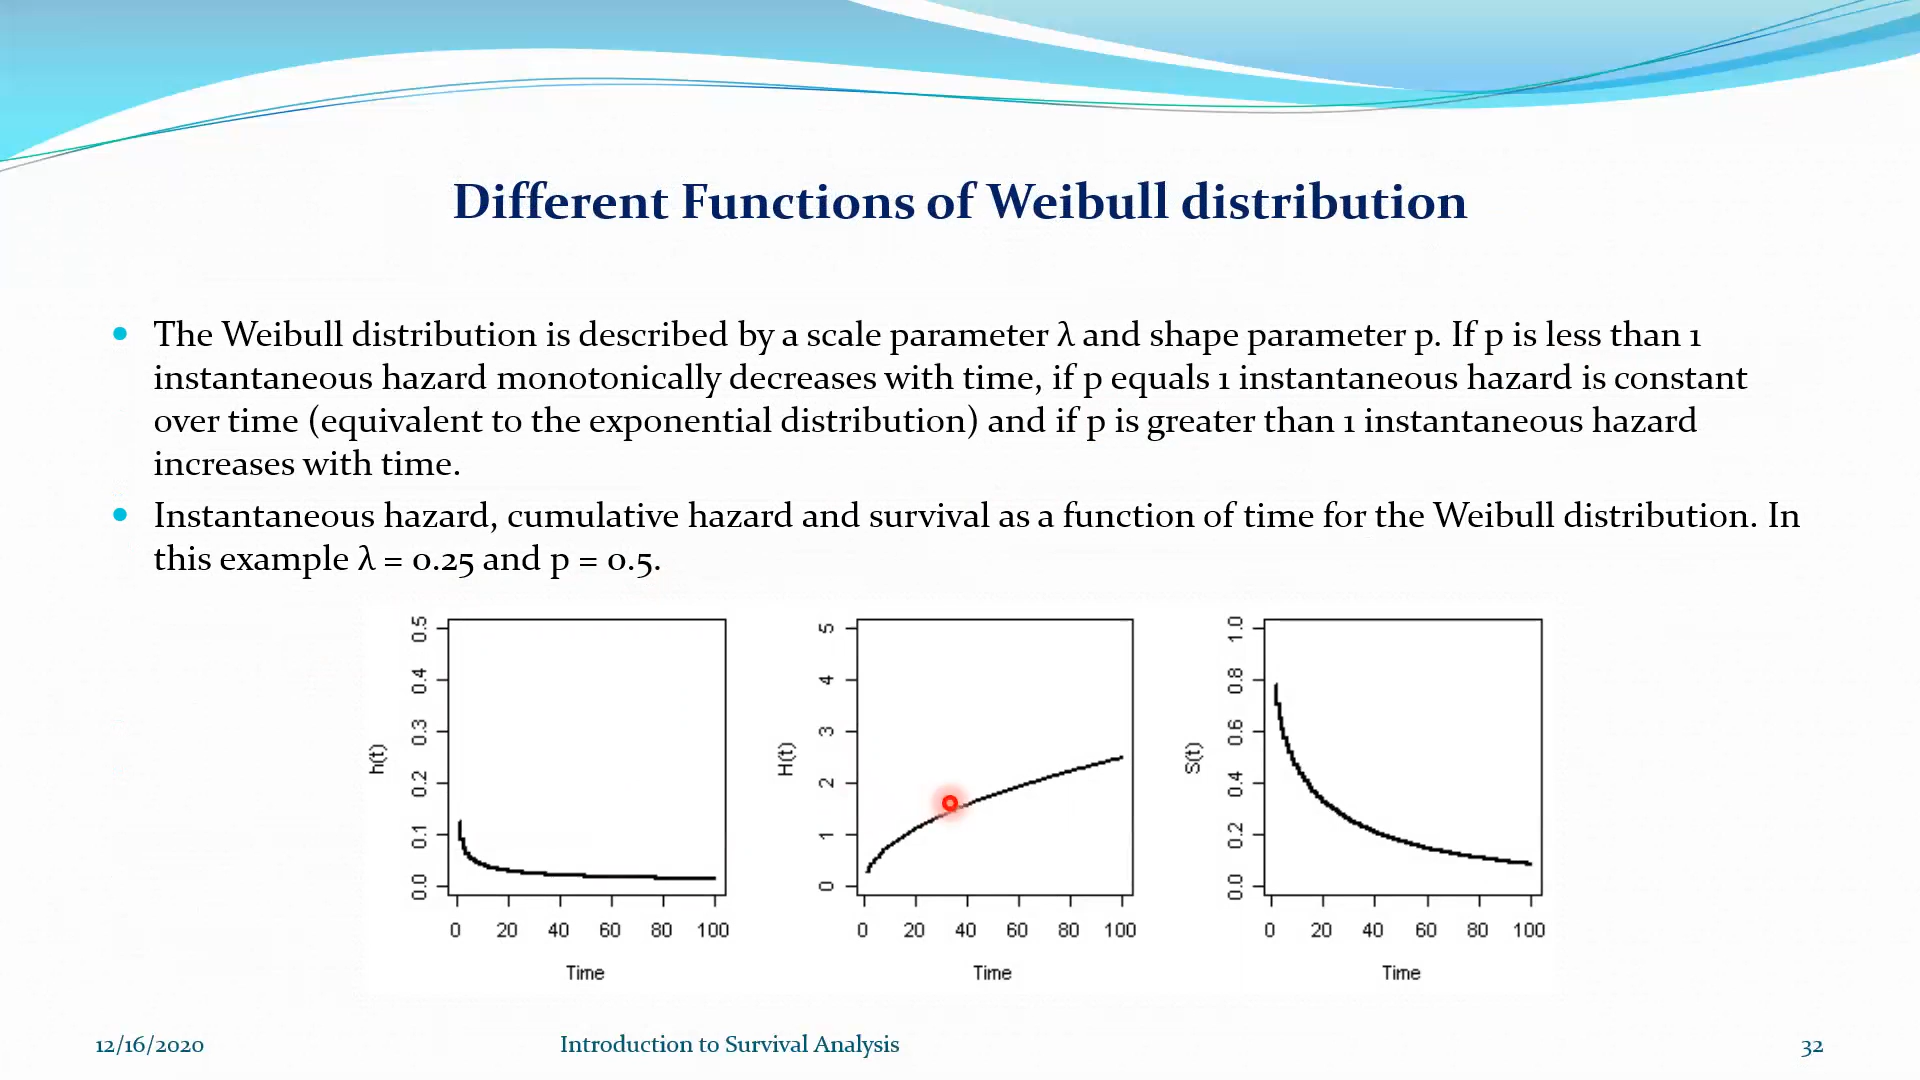 Different Functions of Weibull distribution
The Weibull distribution is described by a scale parameter λ and shape parameter p. If p is less than 1
instantaneous hazard monotonically decreases with time, if p equals 1 instantaneous hazard is constant
over time (equivalent to the exponential distribution) and if p is greater than 1 instantaneous hazard
increases with time.
Instantaneous hazard, cumulative hazard and survival as a function of time for the Weibull distribution. In
this example λ = 0.25 and p = 0.5.
h(t)
0.5
0.4
0.3
0.2
0.1
0.0
0 20 40 60 80 100
Time
H(t)
5
4
3
2
1
0
0 20 40 60 80 100
Time
S(t)
1.0
0.8
0.6
0.4
0.2
0.0
0 20 40 60 80 100
Time
12/16/2020
Introduction to Survival Analysis
32